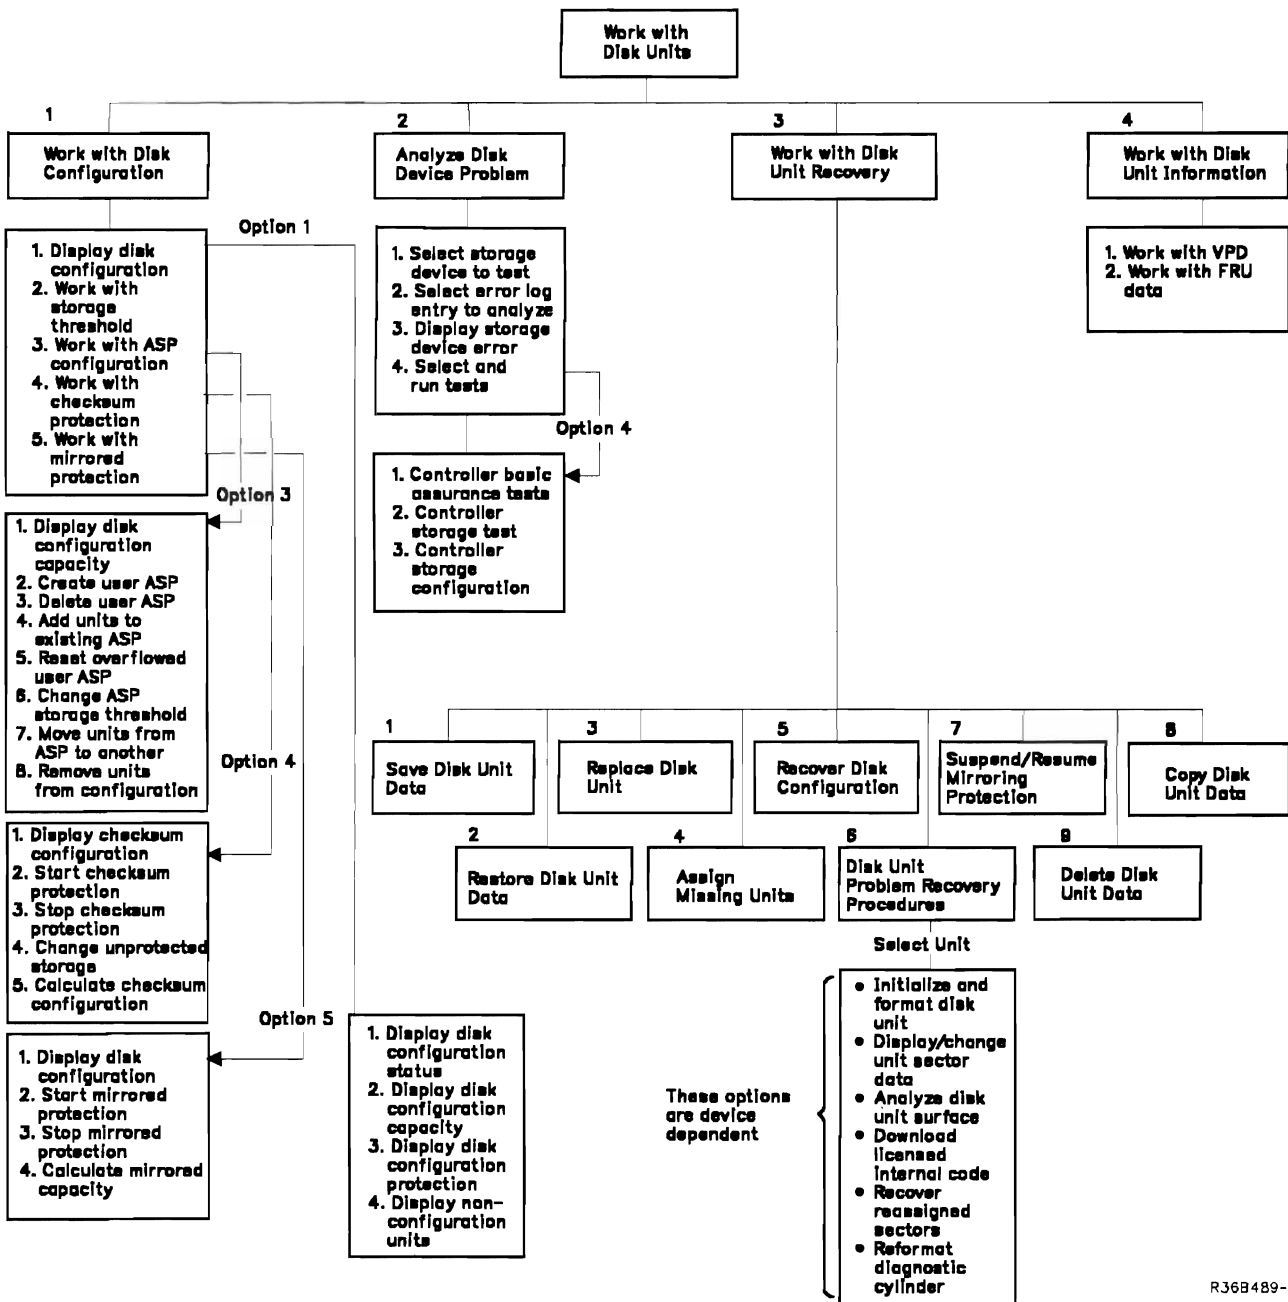 Work with
Disk Units
1
Work with Disk
Configuration
2
Analyze Disk
Device Problem
3
Work with Disk
Unit Recovery
4
Work with Disk
Unit Information
Option 1
1. Display disk
configuration
2. Work with
storage
threshold
3. Work with ASP
configuration
4. Work with
checksum
protection
5. Work with
mirrored
protection
1. Select storage
device to test
2. Select error log
entry to analyze
3. Display storage
device error
4. Select and
run tests
Option 4
1. Work with VPD
2. Work with FRU
data
1. Controller basic
assurance tests
2. Controller
storage test
3. Controller
storage
configuration
Option 3
1. Display disk
configuration
capacity
2. Create user ASP
3. Delete user ASP
4. Add units to
existing ASP
5. Reset overflowed
user ASP
6. Change ASP
storage threshold
7. Move units from
ASP to another
8. Remove units
from configuration
Option 4
1. Display checksum
configuration
2. Start checksum
protection
3. Stop checksum
protection
4. Change unprotected
storage
5. Calculate checksum
configuration
Option 5
1. Display disk
configuration
2. Start mirrored
protection
3. Stop mirrored
protection
4. Calculate mirrored
capacity
1. Display disk
configuration
status
2. Display disk
configuration
capacity
3. Display disk
configuration
protection
4. Display non-
configuration
units
1
Save Disk Unit
Data
3
Replace Disk
Unit
5
Recover Disk
Configuration
7
Suspend/Resume
Mirroring
Protection
8
Copy Disk
Unit Data
2
Restore Disk Unit
Data
4
Assign
Missing Units
6
Disk Unit
Problem Recovery
Procedures
9
Delete Disk
Unit Data
Select Unit
These options
are device
dependent
• Initialize and
format disk
unit
• Display/change
unit sector
data
• Analyze disk
unit surface
• Download
licensed
internal code
• Recover
reassigned
sectors
• Reformat
diagnostic
cylinder
R36B489-